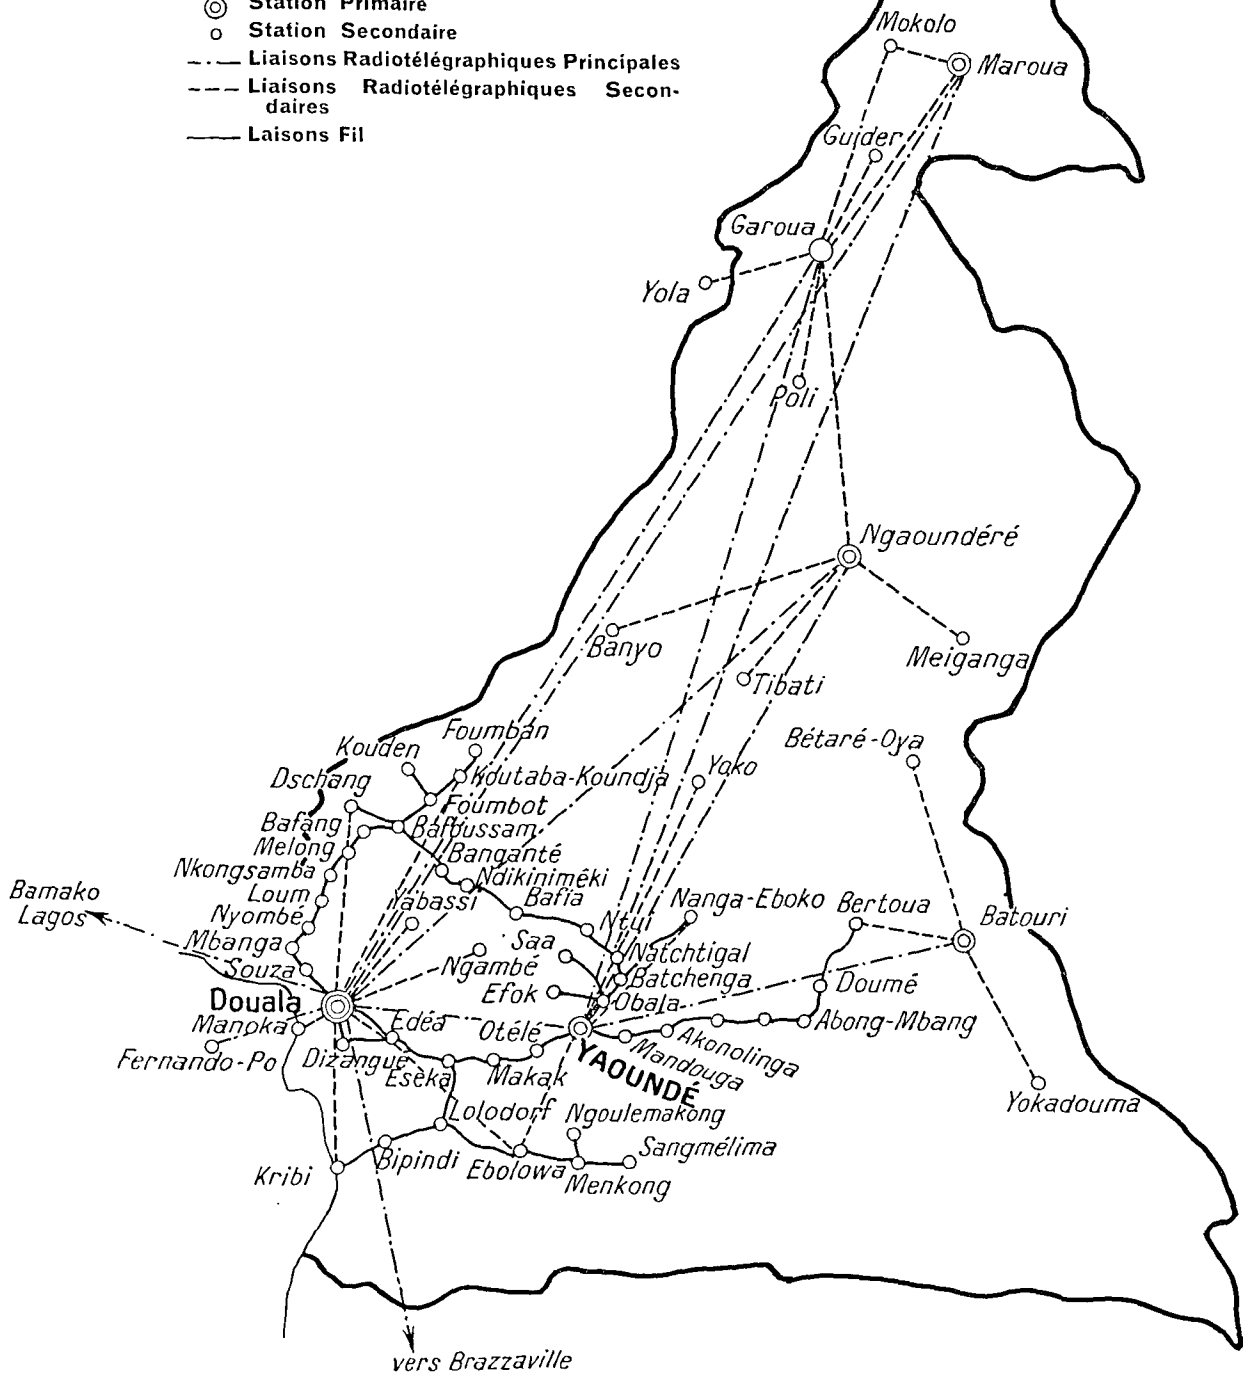 Station Primaire
Station Secondaire
Liaisons Radiotélégraphiques Principales
Liaisons Radiotélégraphiques Secon-
daires
Laisons Fil
Mokolo
Maroua
Guider
Garoua
Yola
Poli
Ngaoundéré
Banyo
Meiganga
Tibati
Bétaré-Oya
Foumban
Kouden
Yoko
Koutaba-Koundja
Dschang
Foumbot
Bafang
Bafoussam
Melong
Banganté
Nkongsamba
Ndikiniméki
Bamako
Lagos
Loum
Yabassi
Bafia
Nanga-Eboko
Bertoua
Batouri
Nyombé
Ntui
Mbanga
Saa
Natchtigal
Souza
Ngambé
Batchenga
Doumé
Douala
Efok
Obala
Manoka
Edéa
Otélé
Abong-Mbang
Fernando-Po
Dizangué
Eséka
Makak
YAOUNDÉ
Mandouga
Akonolinga
Yokadouma
Lolodorf
Ngoulemakong
Kribi
Bipindi
Ebolowa
Sangmélima
Menkong
vers Brazzaville